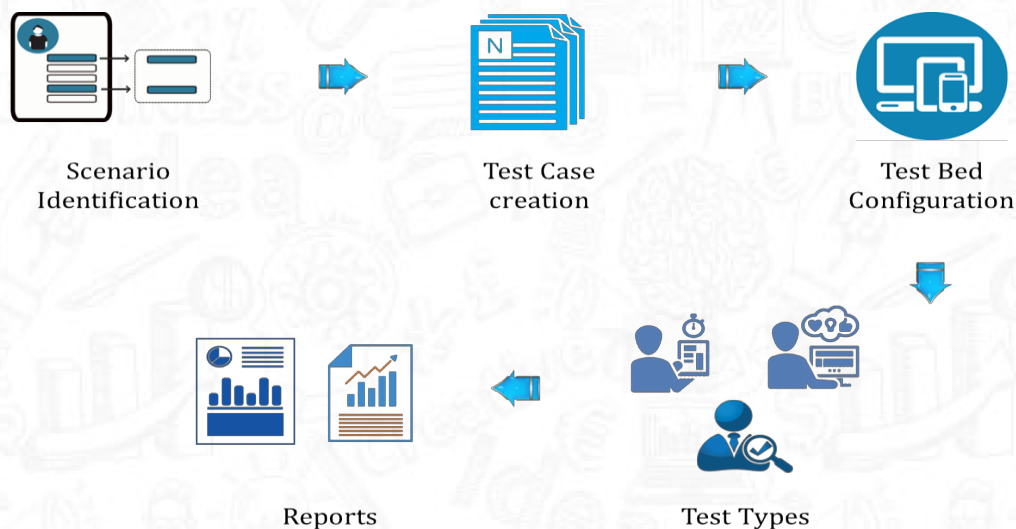 N
Scenario
Identification
Test Case
creation
Test Bed
Configuration
Reports
Test Types